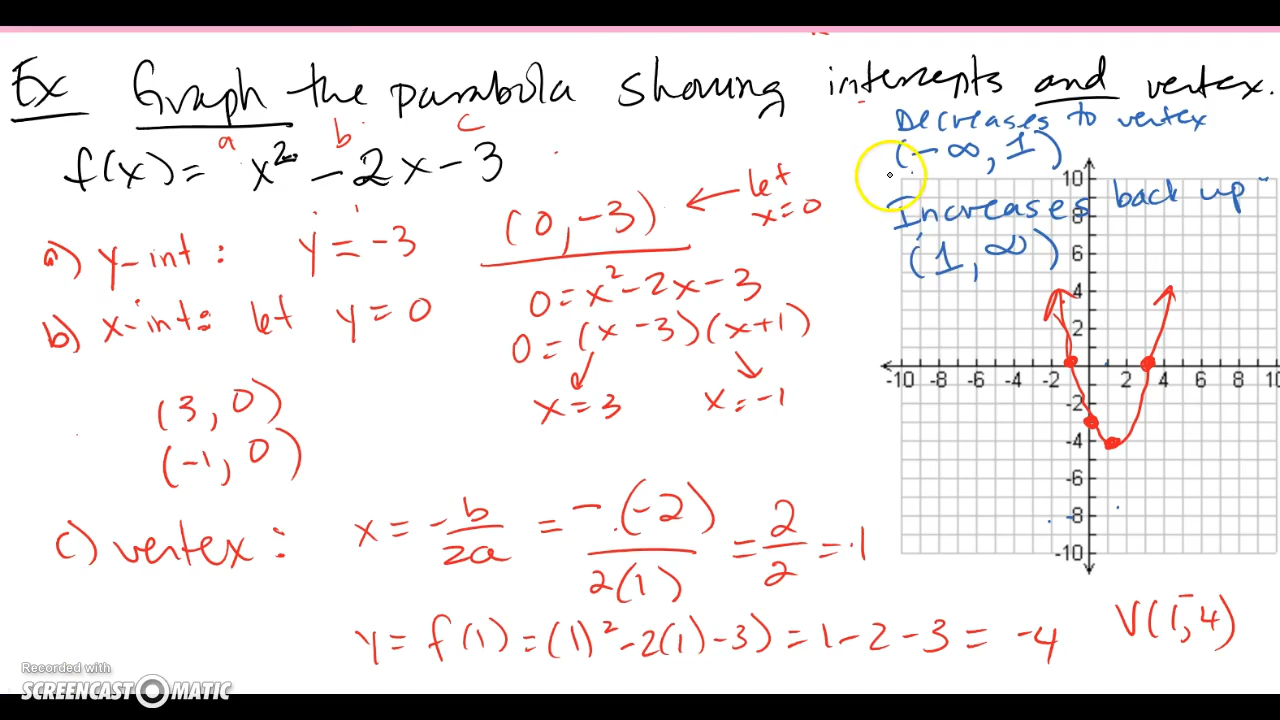 Ex Graph the parabola showing intercepts and vertex.
a b c
f(x) = x² - 2x - 3
Decreases to vertex
(-∞, 1)
Increases back up
(1, ∞)
a) y-int : y = -3 (0, -3) ← let x=0
b) x-int: let y = 0
0 = x² - 2x - 3
0 = (x - 3)(x + 1)
x = 3 x = -1
(3, 0)
(-1, 0)
c) vertex : x = -b/2a = -(-2)/2(1) = 2/2 = 1
y = f(1) = (1)² - 2(1) - 3) = 1 - 2 - 3 = -4
V(1, -4)
10
8
6
4
2
-10 -8 -6 -4 -2 2 4 6 8 10
-2
-4
-6
-8
-10
Recorded with
SCREENCAST-O-MATIC